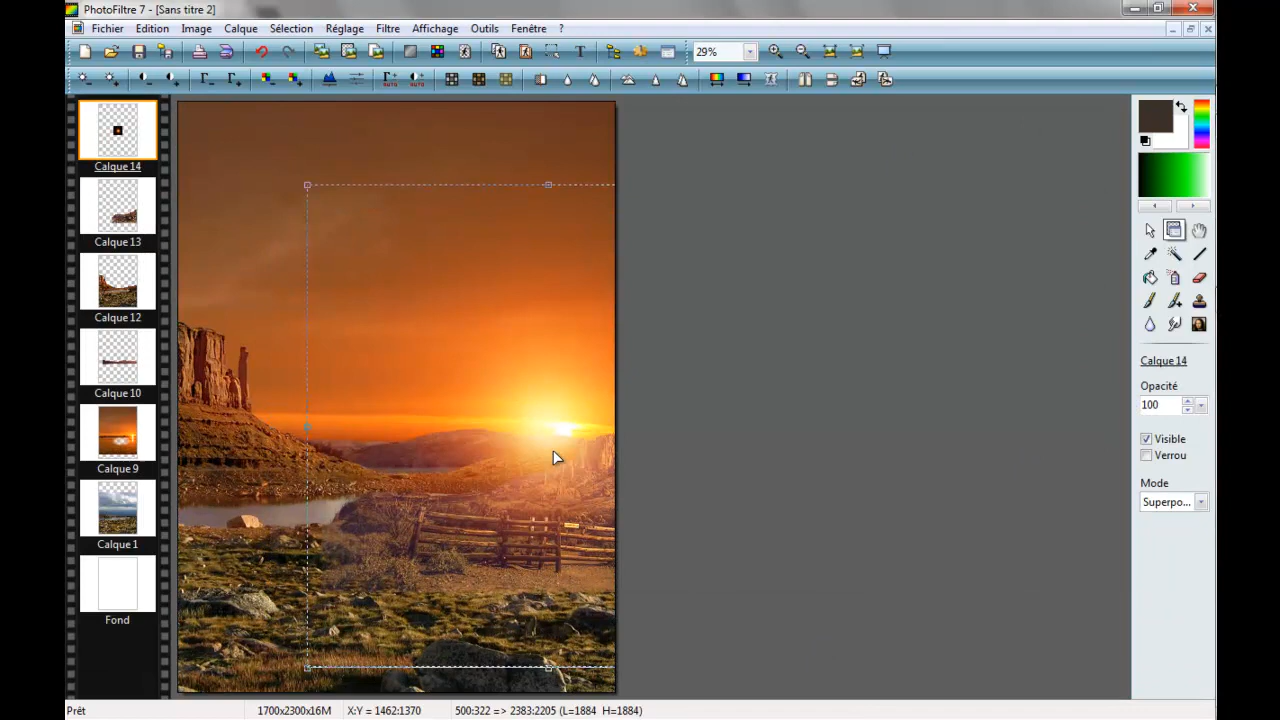 PhotoFiltre 7 - [Sans titre 2]
Fichier Edition Image Calque Sélection Réglage Filtre Affichage Outils Fenêtre ?
29%
AUTO AUTO
Calque 14
Calque 13
Calque 12
Calque 10
Calque 9
Calque 1
Fond
Calque 14
Opacité
100
Visible
Verrou
Mode
Superpo...
Prêt 1700x2300x16M X:Y = 1462:1370 500:322 => 2383:2205 (L=1884 H=1884)